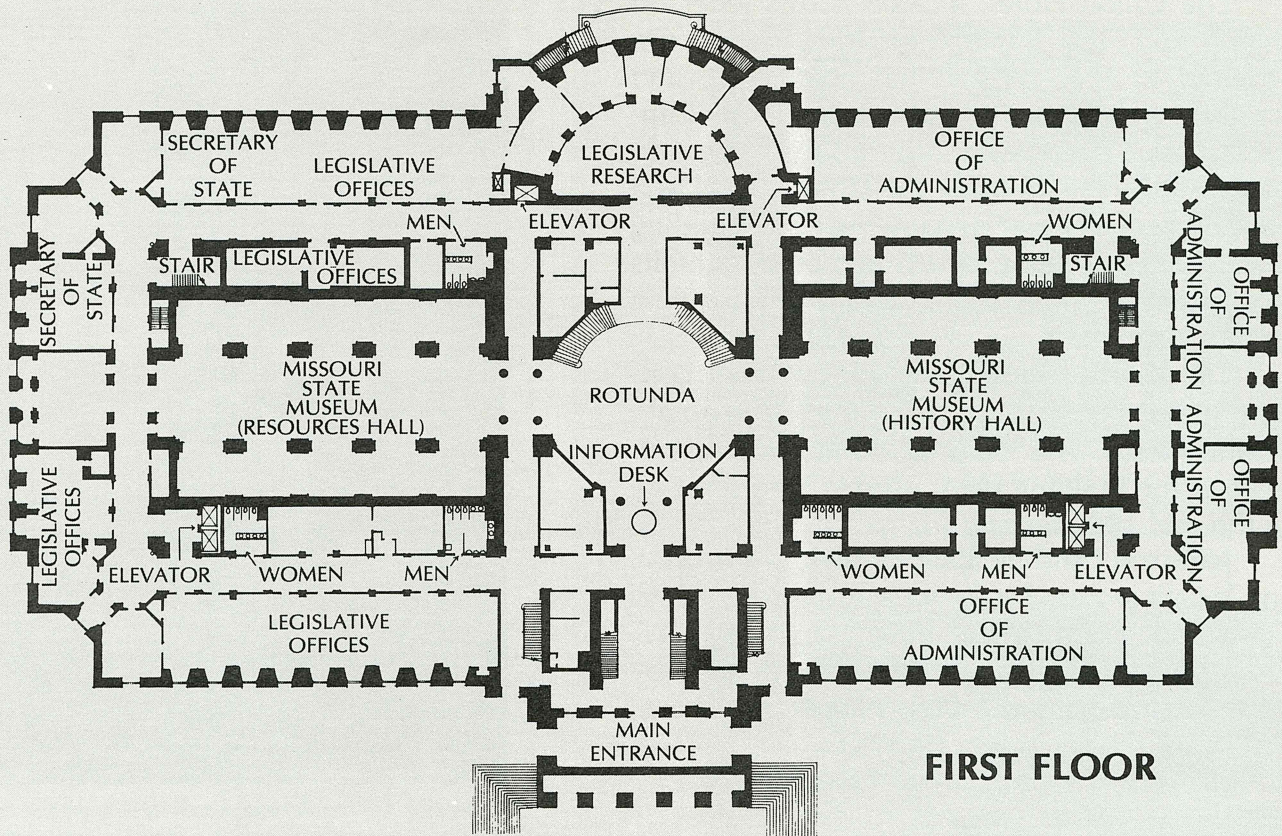 SECRETARY
OF
STATE
LEGISLATIVE
OFFICES
LEGISLATIVE
RESEARCH
OFFICE
OF
ADMINISTRATION
MEN
ELEVATOR
ELEVATOR
WOMEN
SECRETARY
OF
STATE
STAIR
LEGISLATIVE
OFFICES
STAIR
OFFICE
OF
ADMINISTRATION
MISSOURI
STATE
MUSEUM
(RESOURCES HALL)
ROTUNDA
MISSOURI
STATE
MUSEUM
(HISTORY HALL)
INFORMATION
DESK
LEGISLATIVE
OFFICES
OFFICE
OF
ADMINISTRATION
ELEVATOR
WOMEN
MEN
WOMEN
MEN
ELEVATOR
LEGISLATIVE
OFFICES
OFFICE
OF
ADMINISTRATION
MAIN
ENTRANCE
FIRST FLOOR